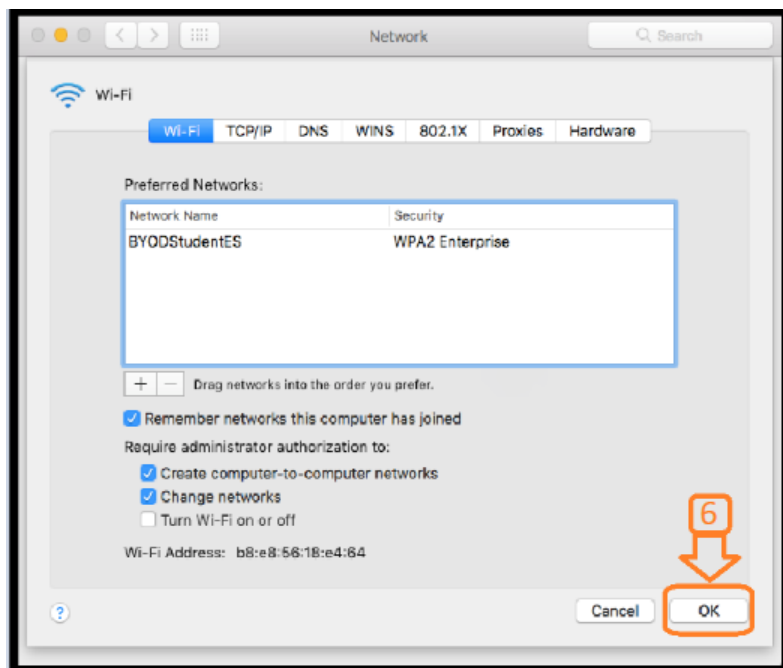 Network
Search
Wi-Fi
Wi-Fi TCP/IP DNS WINS 802.1X Proxies Hardware
Preferred Networks:
Network Name Security
BYODStudentES WPA2 Enterprise
+ − Drag networks into the order you prefer.
Remember networks this computer has joined
Require administrator authorization to:
Create computer-to-computer networks
Change networks
Turn Wi-Fi on or off
6
Wi-Fi Address: b8:e8:56:18:e4:64
? Cancel OK